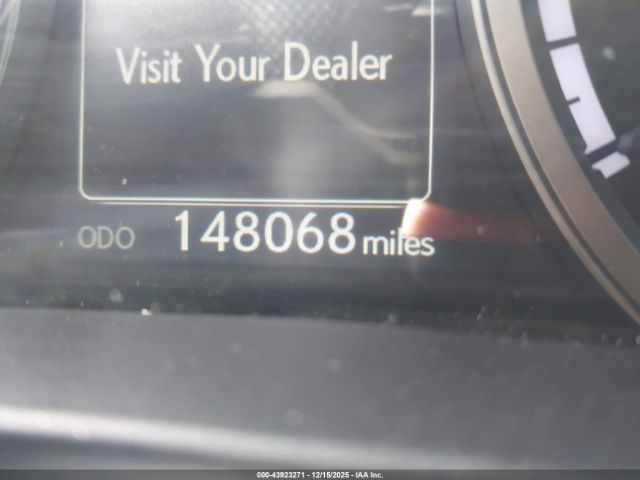 Visit Your Dealer
ODO 148068 miles
000-43923271 - 12/15/2025 - IAA Inc.